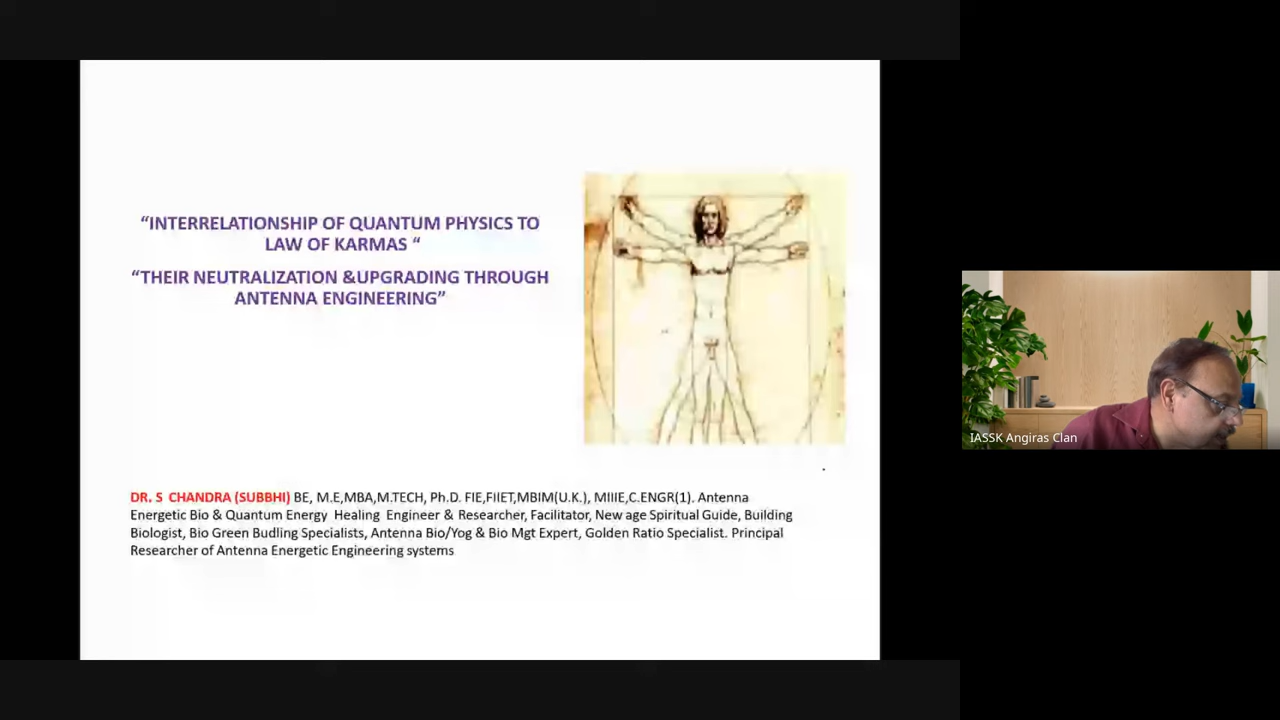 “INTERRELATIONSHIP OF QUANTUM PHYSICS TO
LAW OF KARMAS “
“THEIR NEUTRALIZATION &UPGRADING THROUGH
ANTENNA ENGINEERING”
DR. S CHANDRA (SUBBHI) BE, M.E,MBA,M.TECH, Ph.D. FIE,FIIET,MBIM(U.K.), MIIIE,C.ENGR(1). Antenna
Energetic Bio & Quantum Energy Healing Engineer & Researcher, Facilitator, New age Spiritual Guide, Building
Biologist, Bio Green Budling Specialists, Antenna Bio/Yog & Bio Mgt Expert, Golden Ratio Specialist. Principal
Researcher of Antenna Energetic Engineering systems
IASSK Angiras Clan